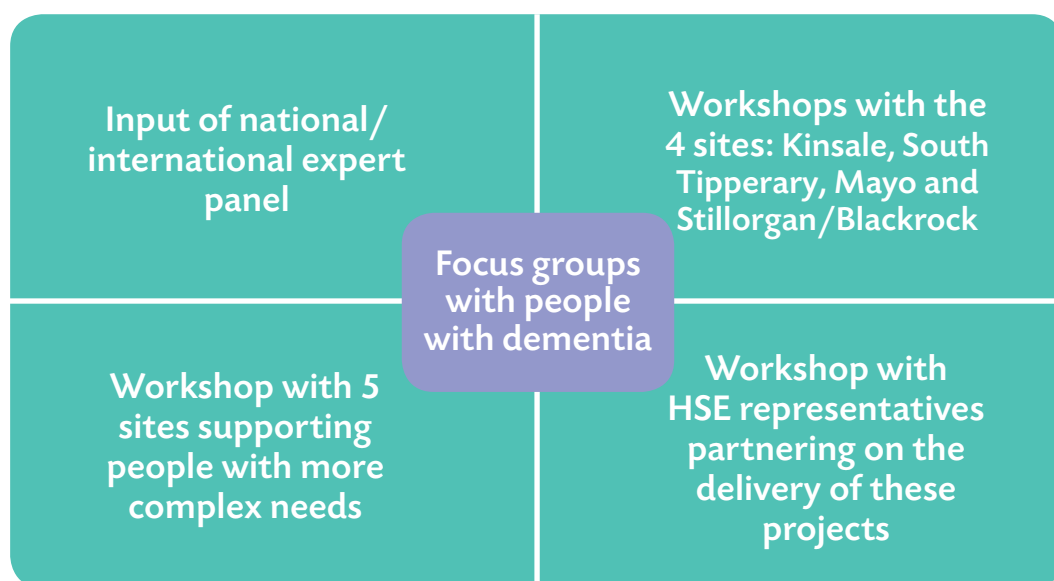 Input of national/
international expert
panel
Workshops with the
4 sites: Kinsale, South
Tipperary, Mayo and
Stillorgan/Blackrock
Focus groups
with people
with dementia
Workshop with 5
sites supporting
people with more
complex needs
Workshop with
HSE representatives
partnering on the
delivery of these
projects